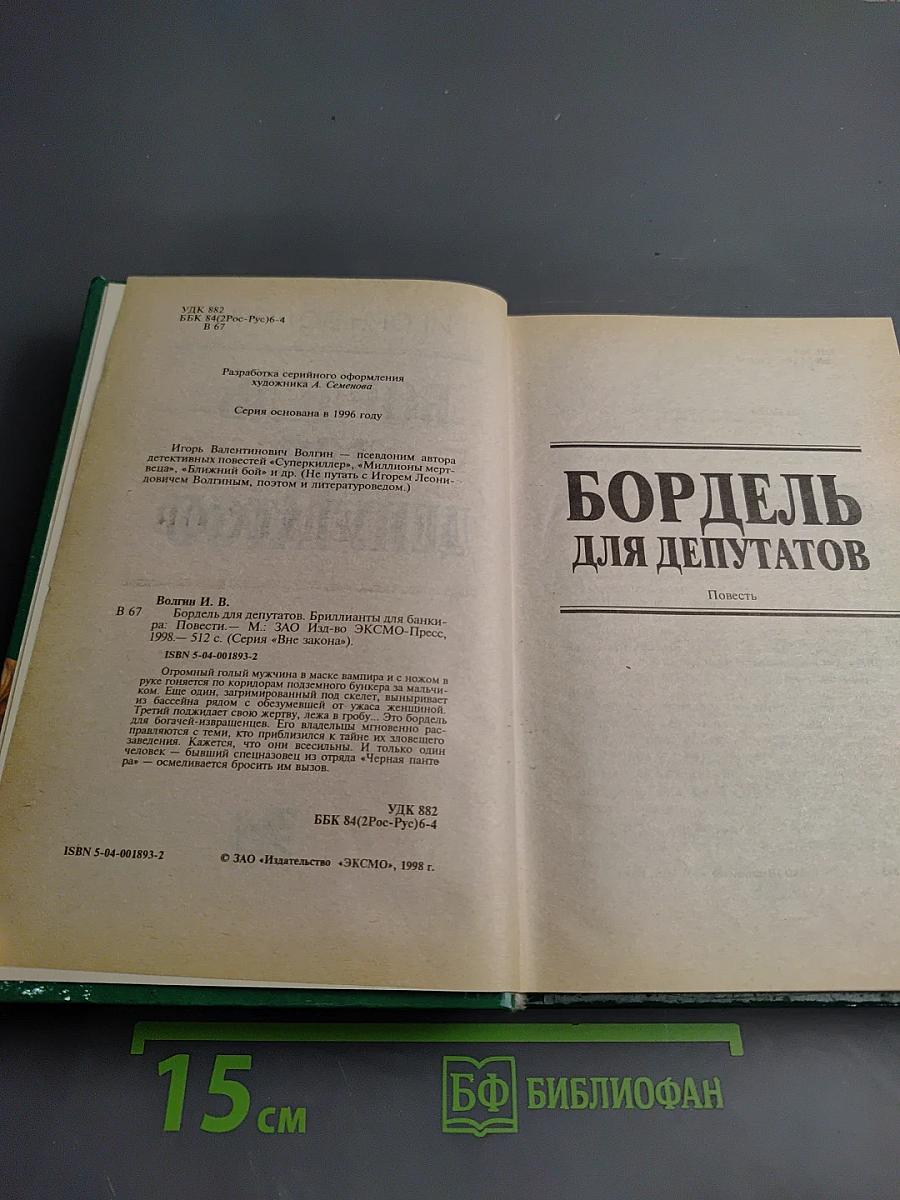 УДК 882
ББК 84(2Рос-Рус)6-4
В 67
Разработка серийного оформления
художника А. Семенова
Серия основана в 1996 году
Игорь Валентинович Волгин — псевдоним автора
детективных повестей «Суперкиллер», «Миллионы мерт-
веца», «Ближний бой» и др. (Не путать с Игорем Леони-
довичем Волгиным, поэтом и литературоведом.)
Волгин И. В.
В 67 Бордель для депутатов. Бриллианты для банки-
ра: Повести.— М.: ЗАО Изд-во ЭКСМО-Пресс,
1998.— 512 с. (Серия «Вне закона»).
ISBN 5-04-001893-2
Огромный голый мужчина в маске вампира и с ножом в
руке гоняется по коридорам подземного бункера за мальчи-
ком. Еще один, загримированный под скелет, выныривает
из бассейна рядом с обезумевшей от ужаса женщиной.
Третий поджидает свою жертву, лежа в гробу... Это бордель
для богачей-извращенцев. Его владельцы мгновенно рас-
правляются с теми, кто приблизился к тайне их зловещего
заведения. Кажется, что они всесильны. И только один
человек — бывший спецназовец из отряда «Черная панте
ра» — осмеливается бросить им вызов.
УДК 882
ББК 84(2Рос-Рус)6-4
ISBN 5-04-001893-2
© ЗАО «Издательство «ЭКСМО», 1998 г.
БОРДЕЛЬ
ДЛЯ ДЕПУТАТОВ
Повесть
15 см
БФ БИБЛИОФАН